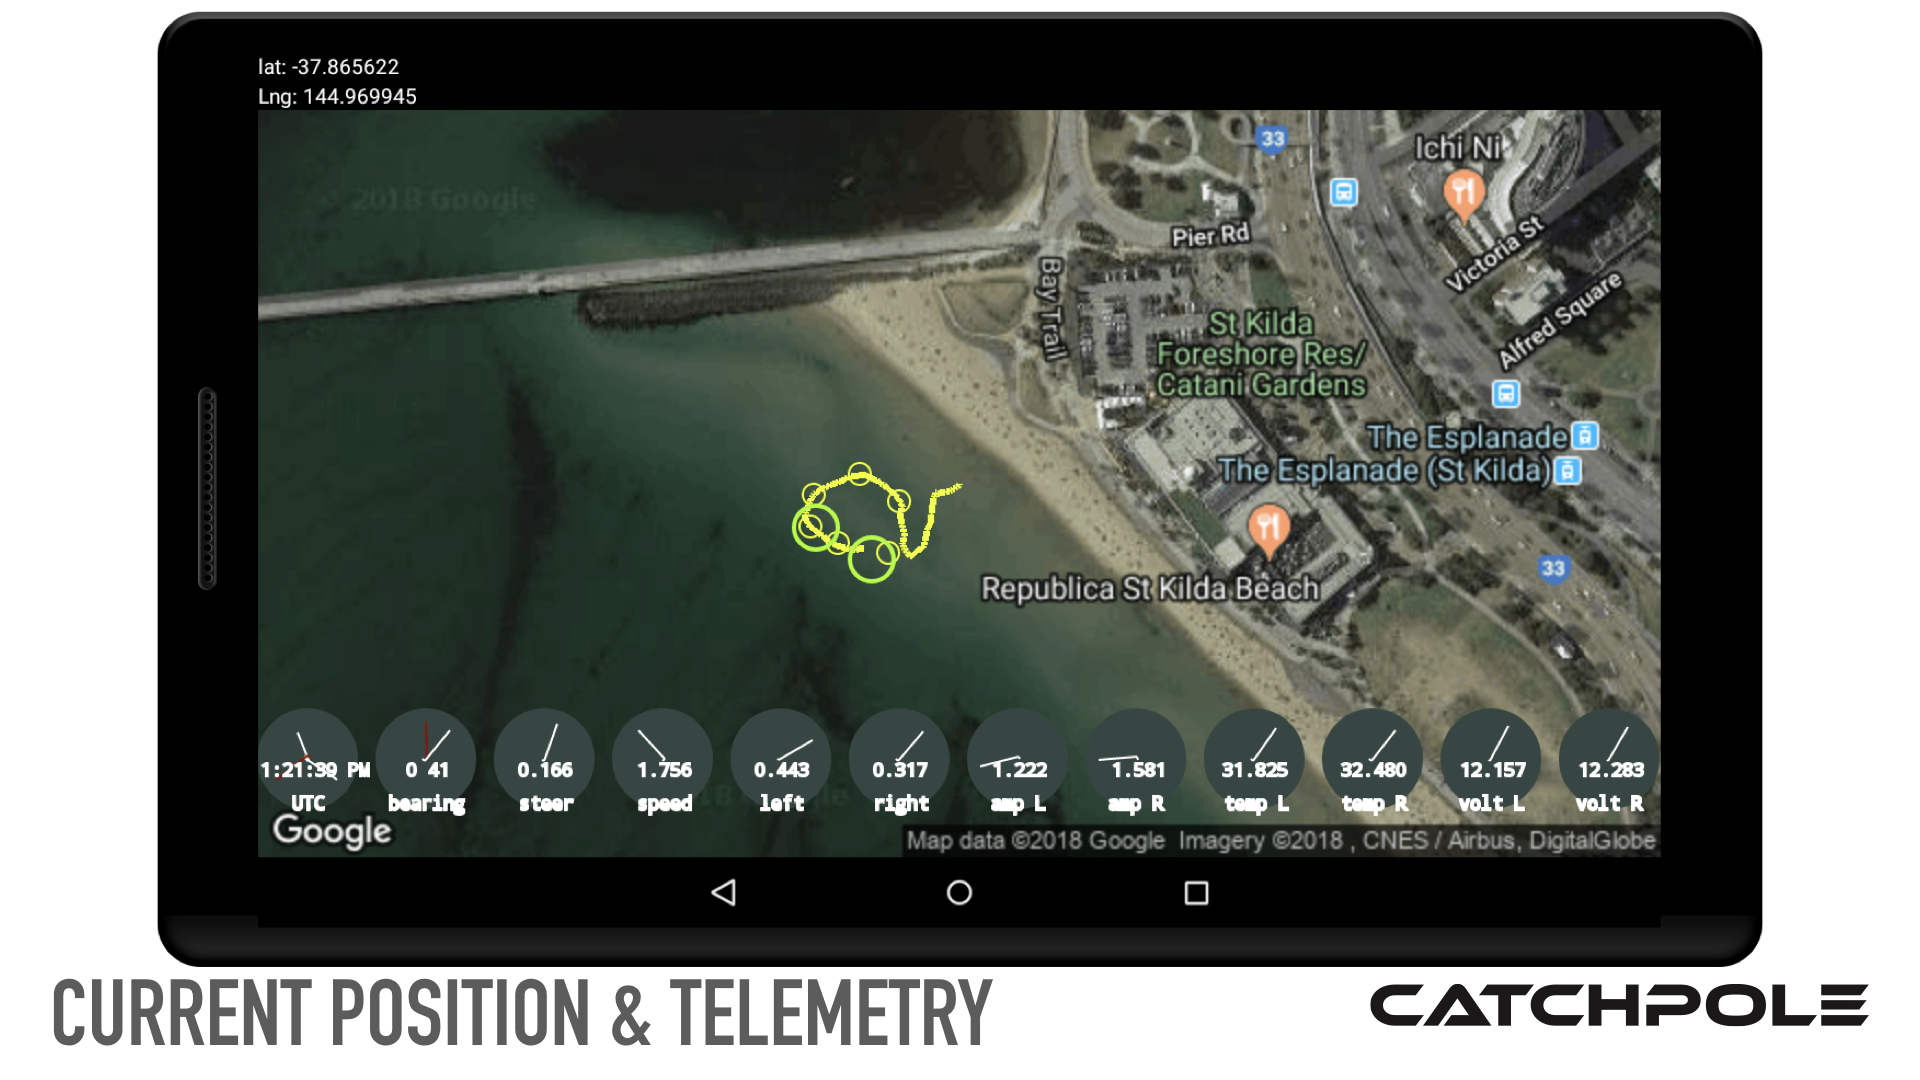 lat: -37.865622
Lng: 144.969945
© 2018 Google
33
Ichi Ni
Pier Rd
Victoria St
Bay Trail
Alfred Square
St Kilda
Foreshore Res/
Catani Gardens
The Esplanade
The Esplanade (St Kilda)
33
Republica St Kilda Beach
1:21:39 PM
0 41
0.166
1.756
0.443
0.317
1.222
1.581
31.825
32.480
12.157
12.283
UTC
bearing
steer
speed
left
right
amp L
amp R
temp L
temp R
volt L
volt R
Google
Map data ©2018 Google Imagery ©2018 , CNES / Airbus, DigitalGlobe
CURRENT POSITION & TELEMETRY
CATCHPOLE